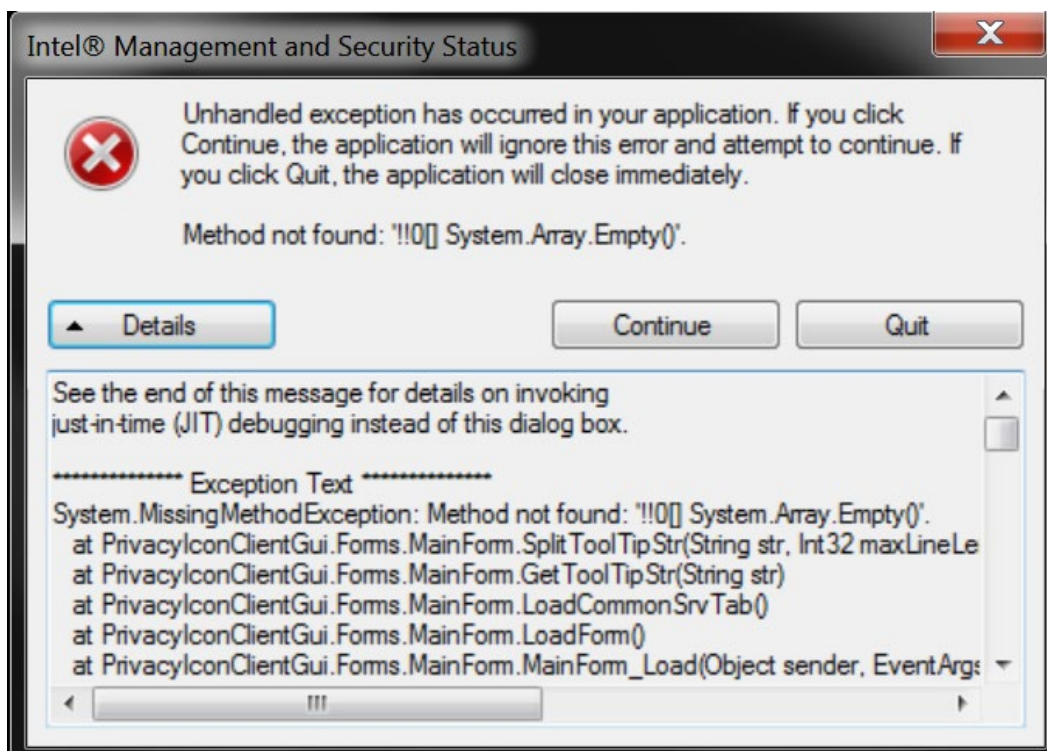 Intel® Management and Security Status
Unhandled exception has occurred in your application. If you click
Continue, the application will ignore this error and attempt to continue. If
you click Quit, the application will close immediately.
Method not found: '!!0[] System.Array.Empty()'.
Details
Continue
Quit
See the end of this message for details on invoking
just-in-time (JIT) debugging instead of this dialog box.
************** Exception Text **************
System.MissingMethodException: Method not found: '!!0[] System.Array.Empty()'.
at PrivacyIconClientGui.Forms.MainForm.SplitToolTipStr(String str, Int32 maxLineLe
at PrivacyIconClientGui.Forms.MainForm.GetToolTipStr(String str)
at PrivacyIconClientGui.Forms.MainForm.LoadCommonSrvTab()
at PrivacyIconClientGui.Forms.MainForm.LoadForm()
at PrivacyIconClientGui.Forms.MainForm.MainForm_Load(Object sender, EventArgs